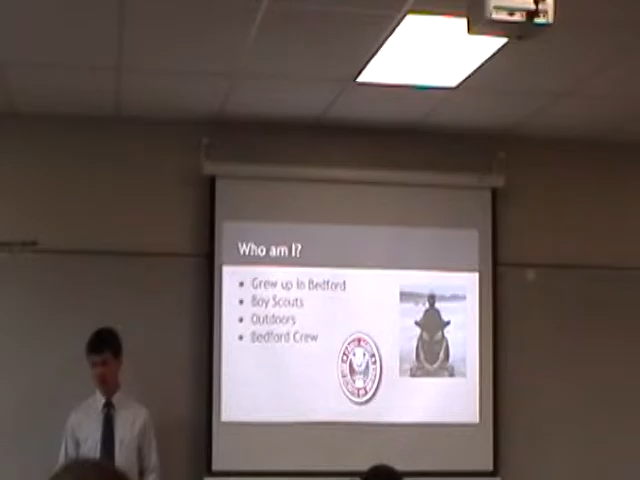 Who am I?
Grew up in Bedford
Boy Scouts
Outdoors
Bedford Crew